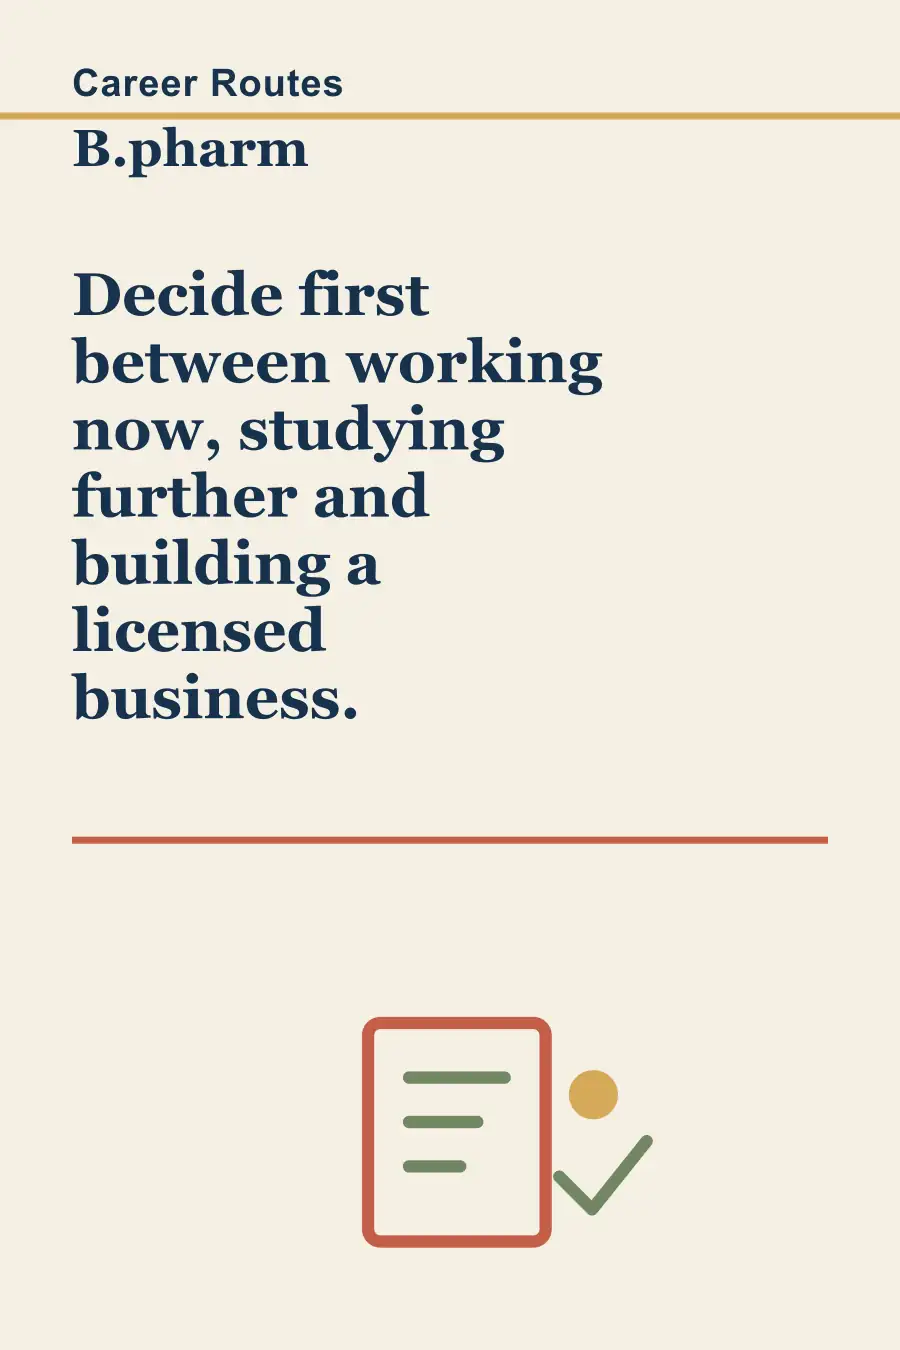 Career Routes
B.pharm
Decide first
between working
now, studying
further and
building a
licensed
business.